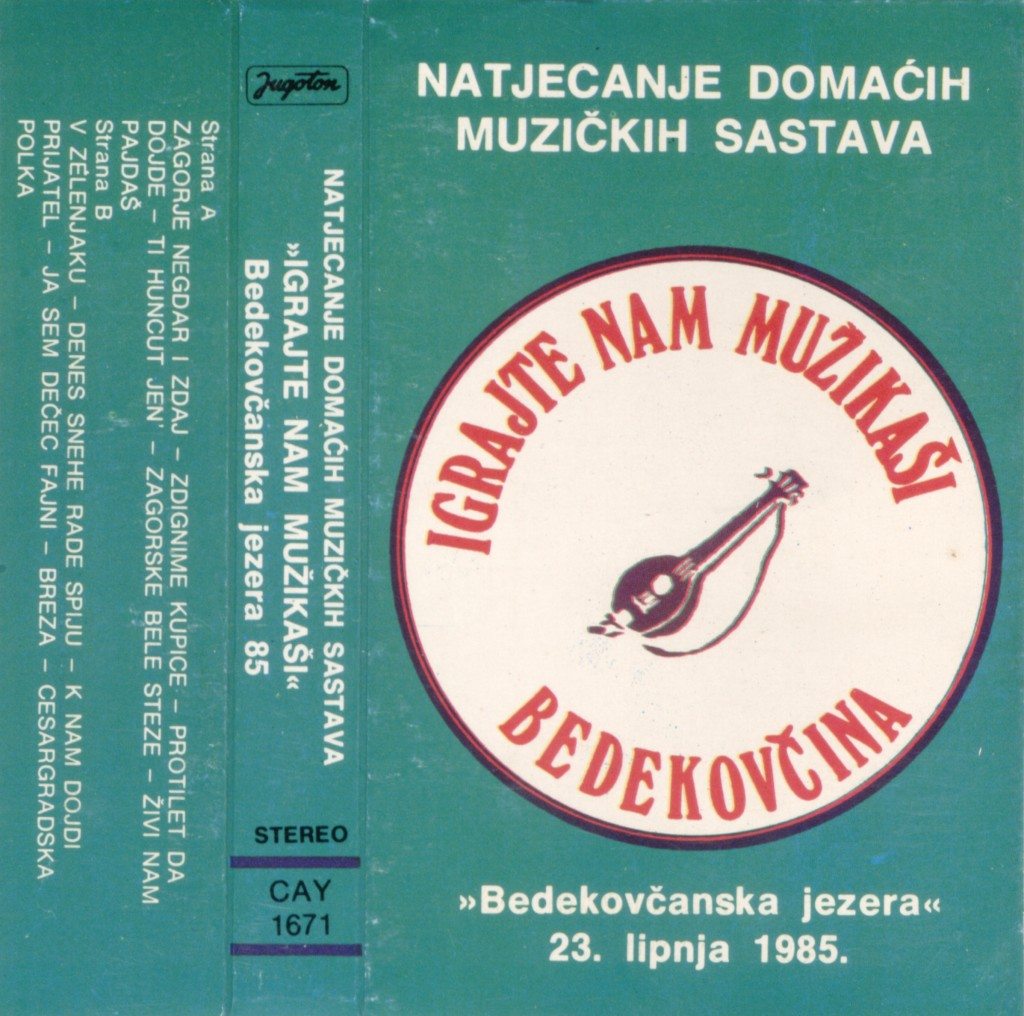 NATJECANJE DOMAĆIH
MUZIČKIH SASTAVA
IGRAJTE NAM MUŽIKAŠI
BEDEKOVČINA
»Bedekovčanska jezera«
23. lipnja 1985.
Jugoton
NATJECANJE DOMAĆIH MUZIČKIH SASTAVA
»IGRAJTE NAM MUŽIKAŠI«
Bedekovčanska jezera 85
STEREO
CAY
1671
Strana A
ZAGORJE NEGDAR I ZDAJ – ZDIGNIME KUPICE – PROTILET DA
DOJDE – TI HUNCUT JEN' – ZAGORSKE BELE STEZE – ŽIVI NAM
PAJDAŠ
Strana B
V ZELENJAKU – DENES SNEHE RADE SPIJU – K NAM DOJDI
PRIJATEL – JA SEM DEČEC FAJNI – BREZA – CESARGRADSKA
POLKA